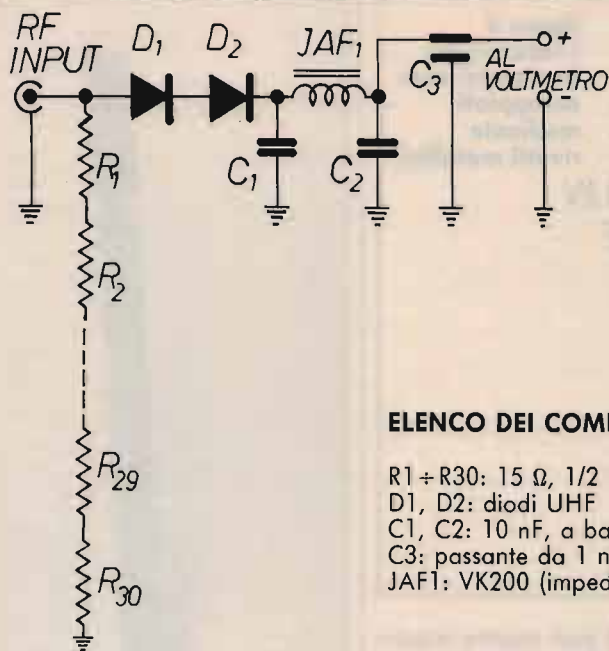 RF
INPUT
D1
D2
JAF1
+
AL
VOLTMETRO
-
C3
C1
C2
R1
R2
R29
R30
ELENCO DEI COM
R1÷R30: 15 Ω, 1/2
D1, D2: diodi UHF
C1, C2: 10 nF, a ba
C3: passante da 1 n
JAF1: VK200 (imped